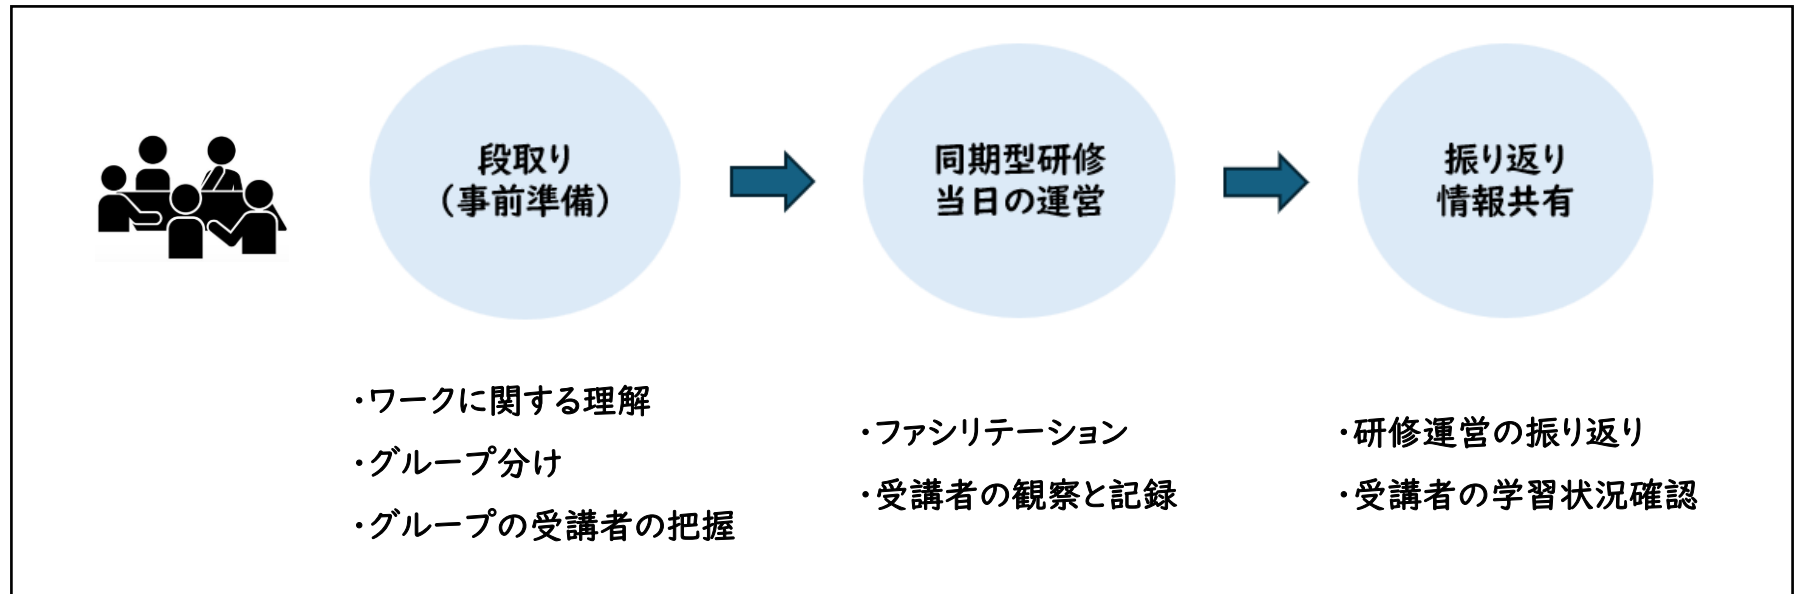 段取り
（事前準備）
同期型研修
当日の運営
振り返り
情報共有
・ワークに関する理解
・グループ分け
・グループの受講者の把握
・ファシリテーション
・受講者の観察と記録
・研修運営の振り返り
・受講者の学習状況確認